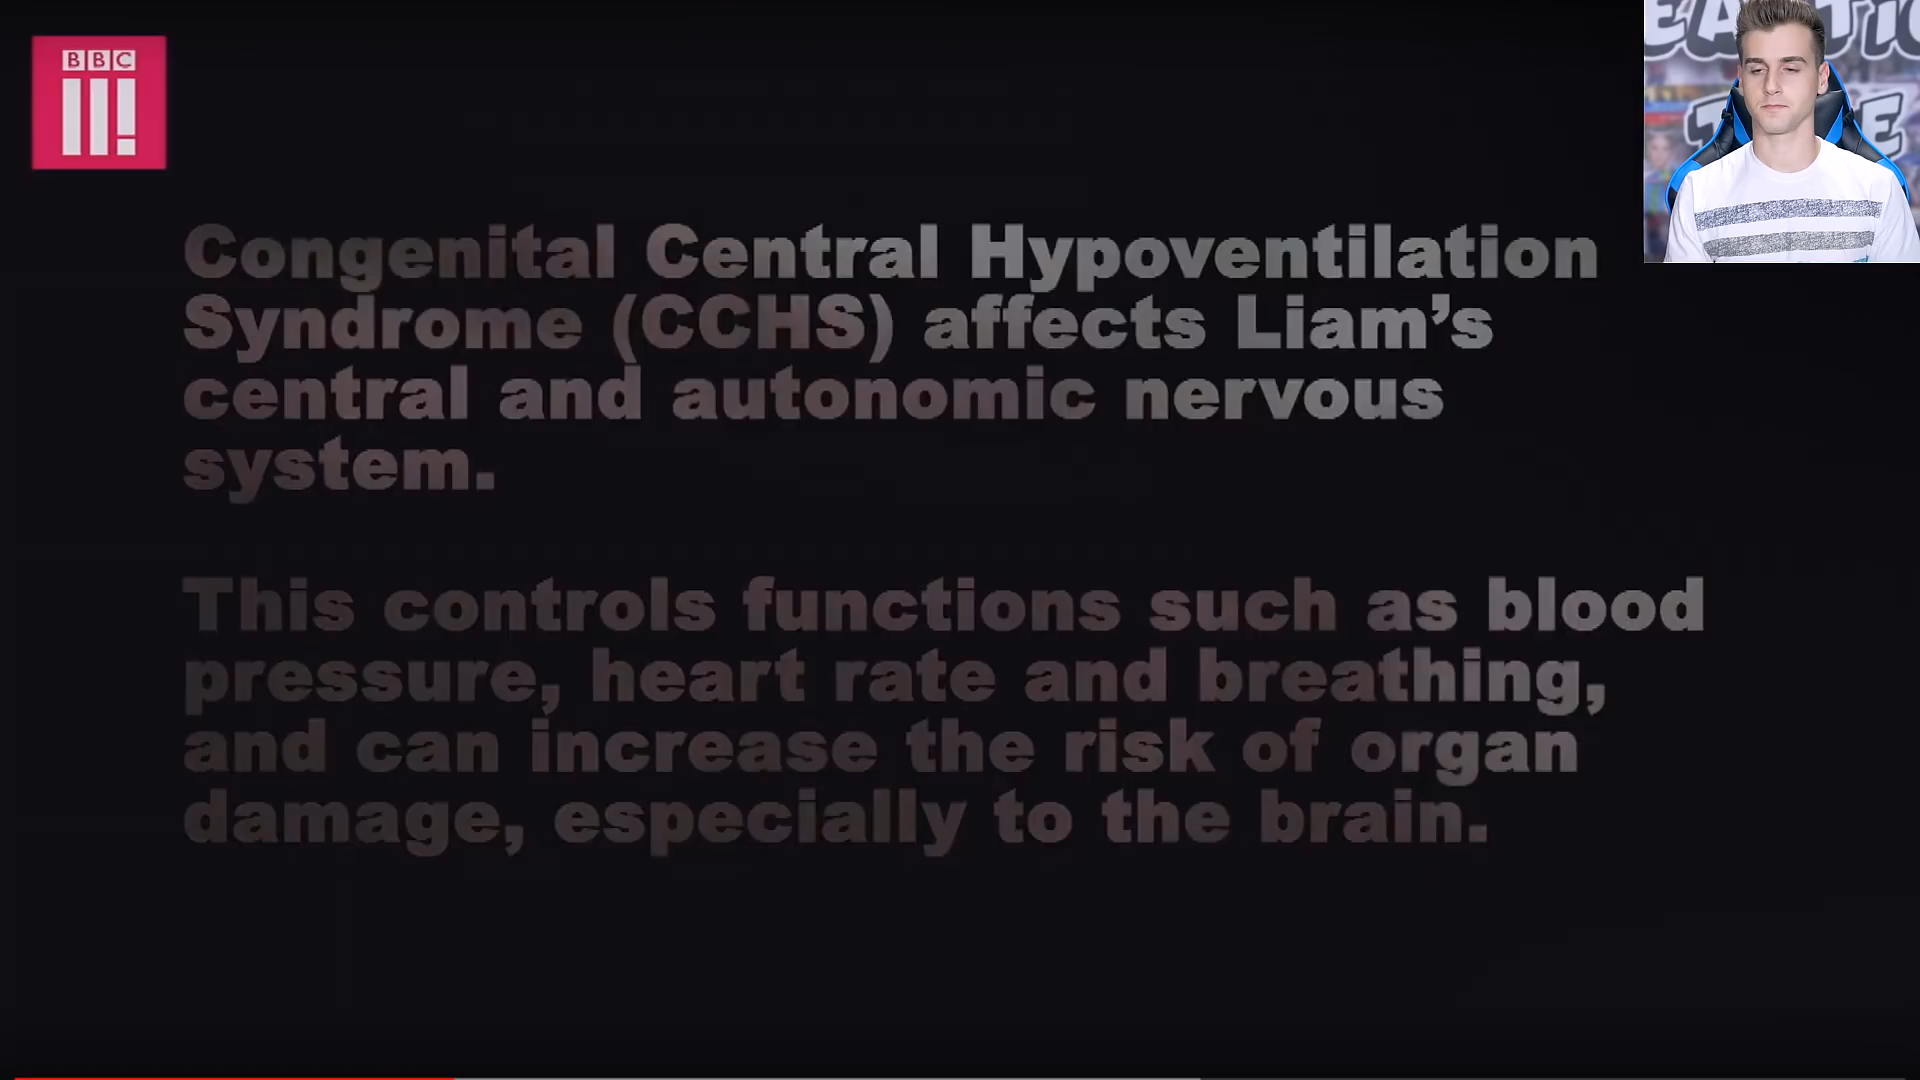 BBC
III!
Congenital Central Hypoventilation
Syndrome (CCHS) affects Liam’s
central and autonomic nervous
system.
This controls functions such as blood
pressure, heart rate and breathing,
and can increase the risk of organ
damage, especially to the brain.